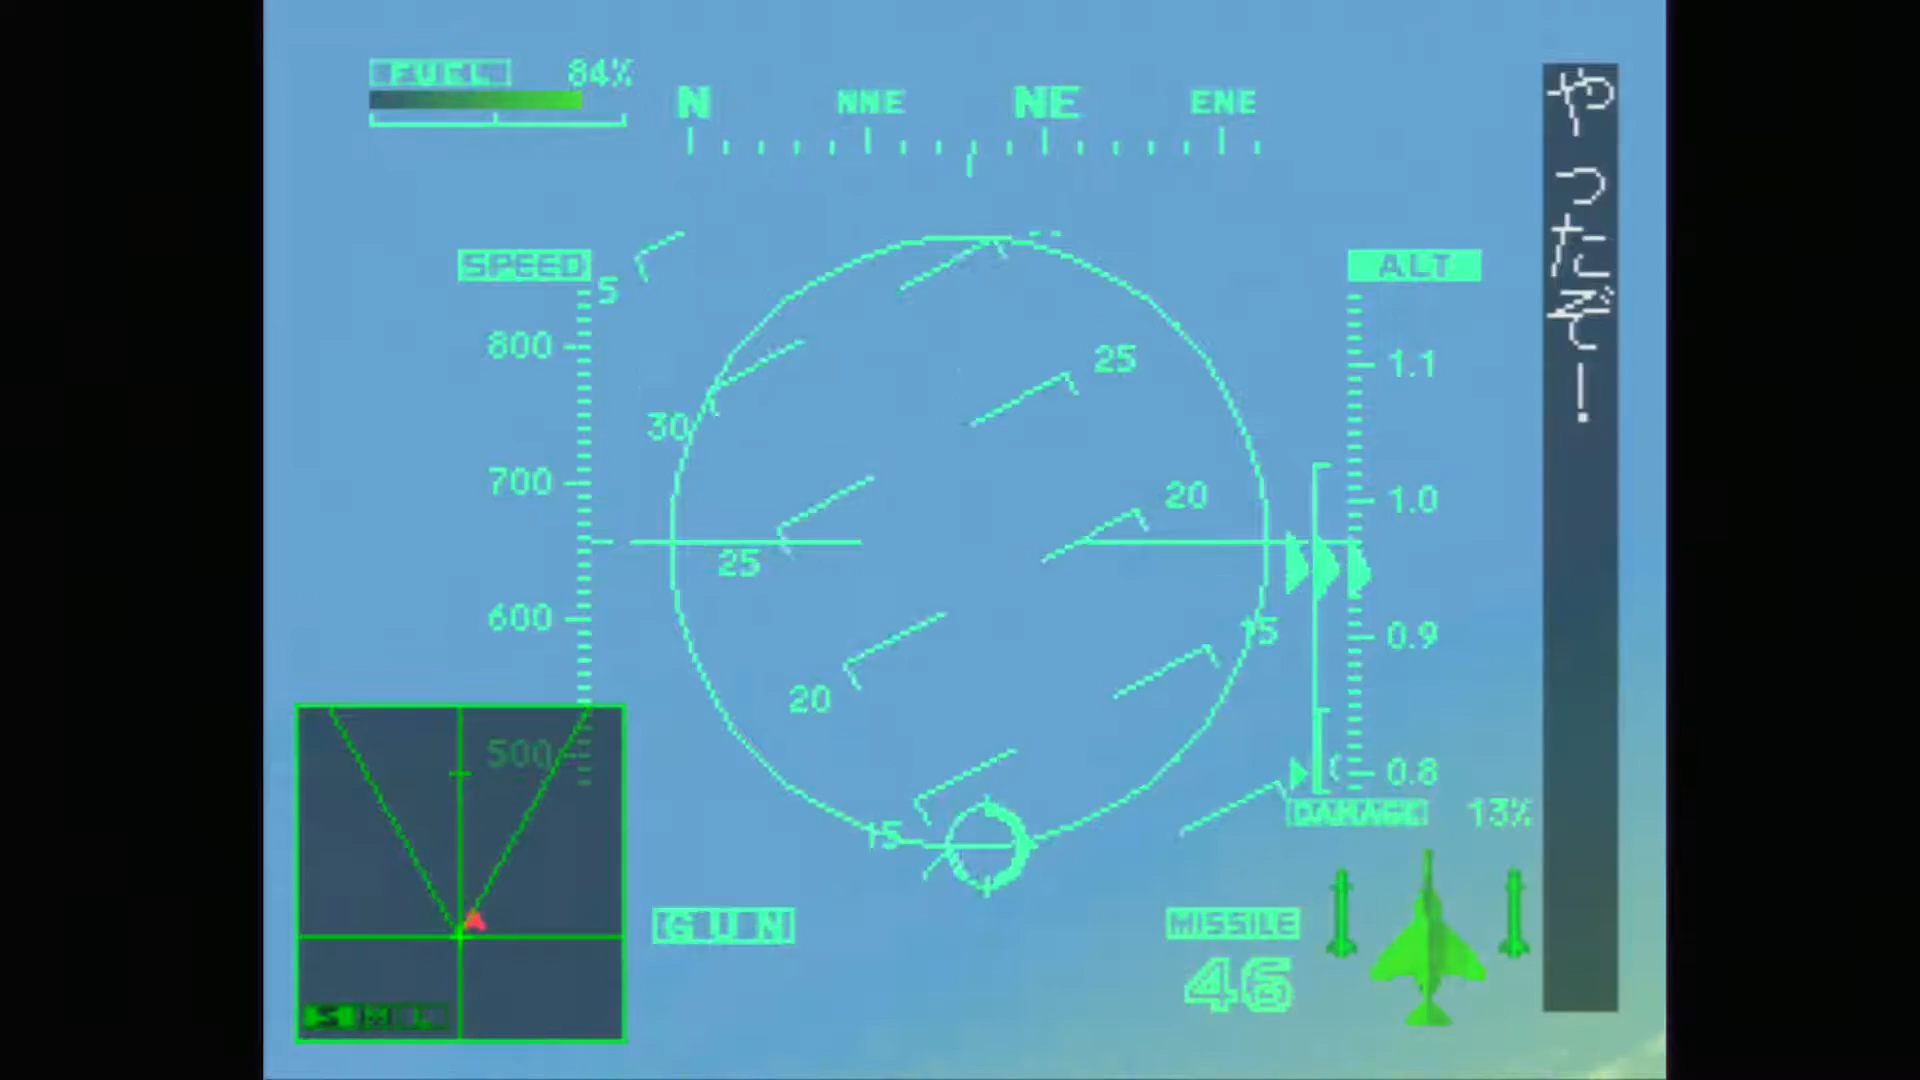 FUEL 84%
N NNE NE ENE
SPEED
5
800
700
600
500
ALT
1.1
1.0
0.9
0.8
25
30
20
25
15
20
15
DAMAGE 13%
GUN
MISSILE
46
S M L
やったぞ！